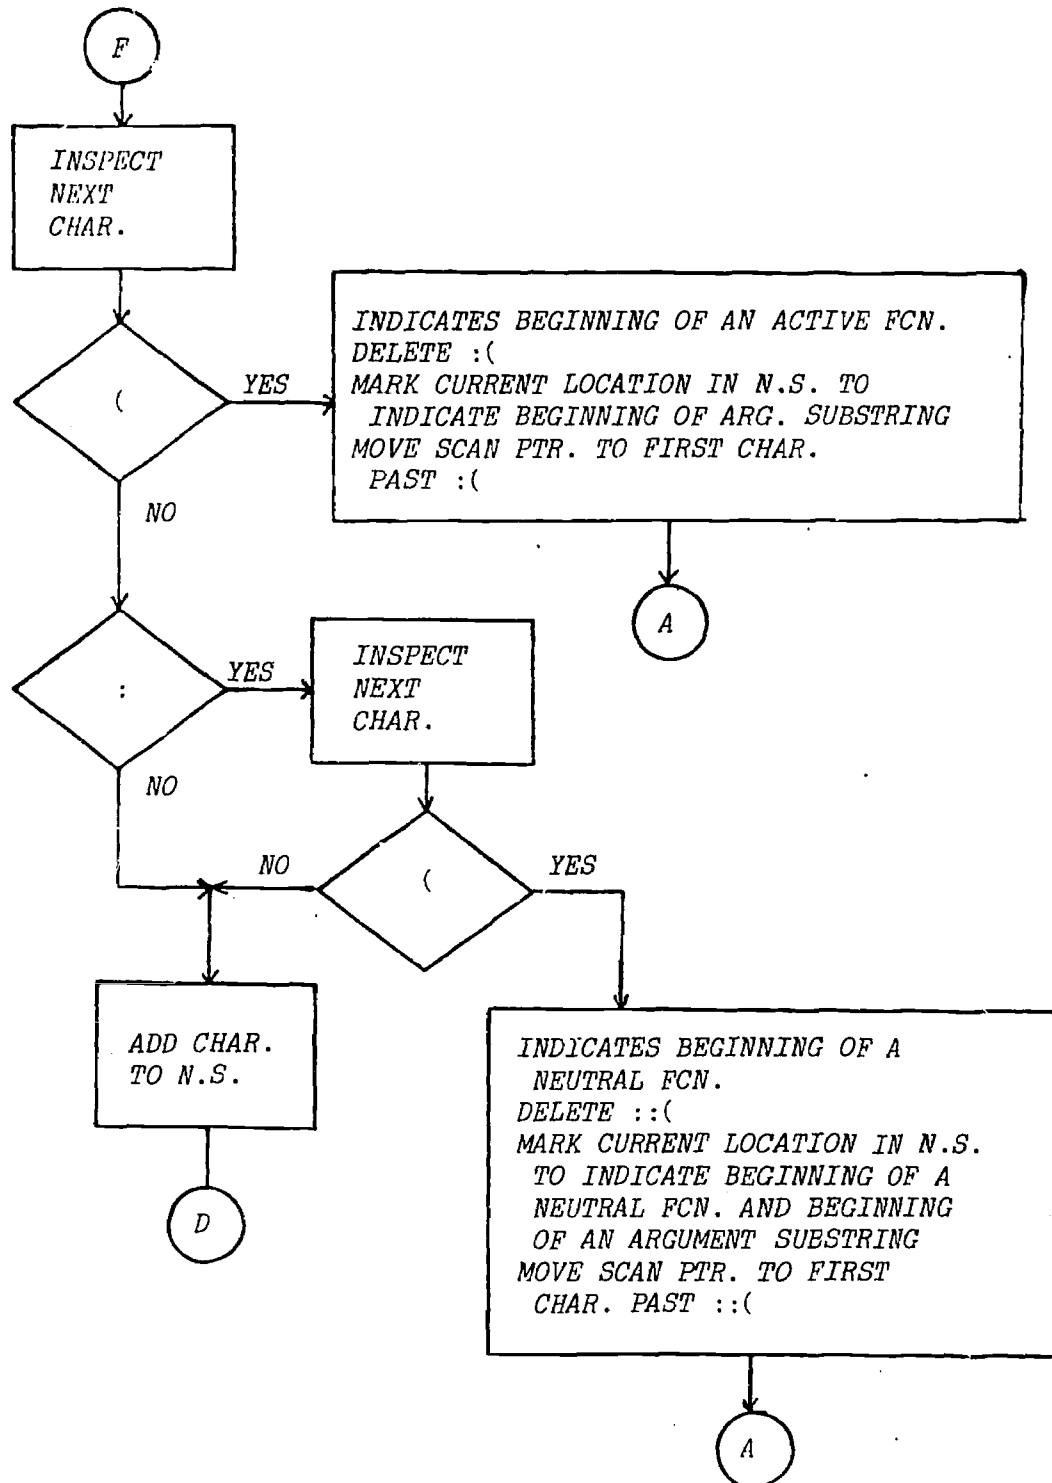 F
INSPECT
NEXT
CHAR.
(
YES
INDICATES BEGINNING OF AN ACTIVE FCN.
DELETE :(
MARK CURRENT LOCATION IN N.S. TO
INDICATE BEGINNING OF ARG. SUBSTRING
MOVE SCAN PTR. TO FIRST CHAR.
PAST :(
NO
A
:
YES
INSPECT
NEXT
CHAR.
NO
NO
(
YES
ADD CHAR.
TO N.S.
D
INDICATES BEGINNING OF A
NEUTRAL FCN.
DELETE ::(
MARK CURRENT LOCATION IN N.S.
TO INDICATE BEGINNING OF A
NEUTRAL FCN. AND BEGINNING
OF AN ARGUMENT SUBSTRING
MOVE SCAN PTR. TO FIRST
CHAR. PAST ::(
A